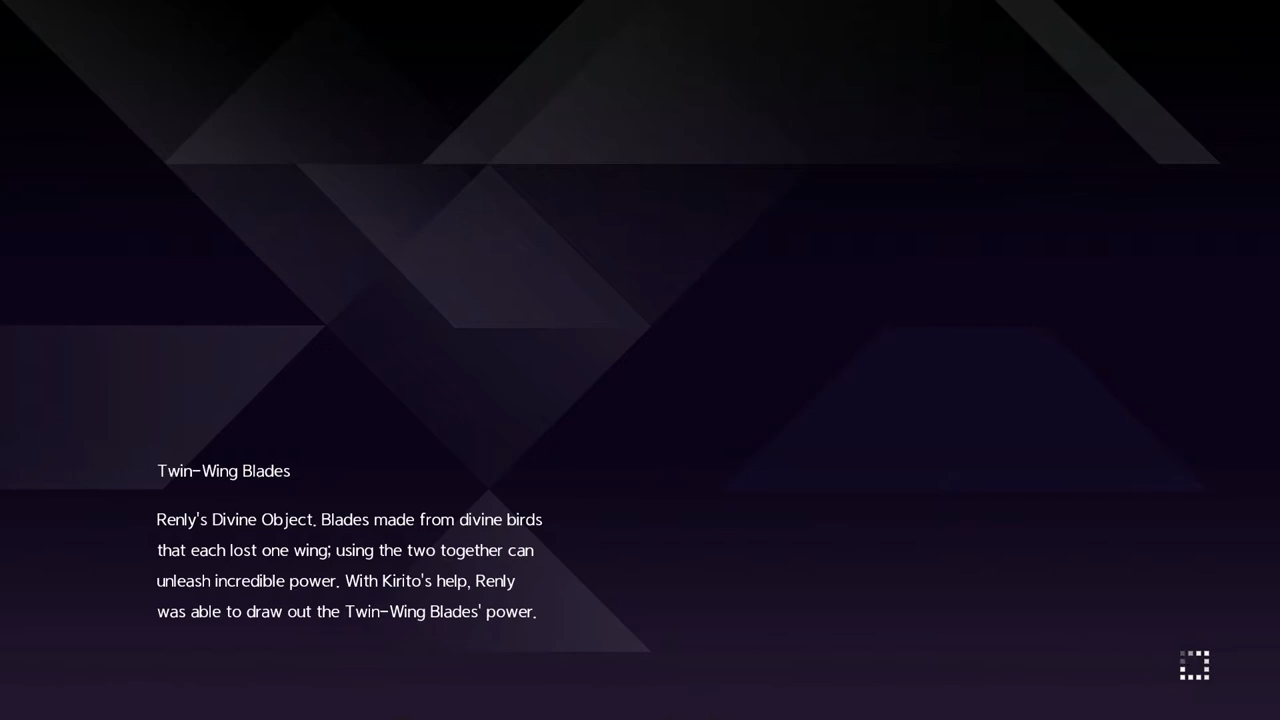 Twin-Wing Blades
Renly's Divine Object. Blades made from divine birds
that each lost one wing; using the two together can
unleash incredible power. With Kirito's help, Renly
was able to draw out the Twin-Wing Blades' power.